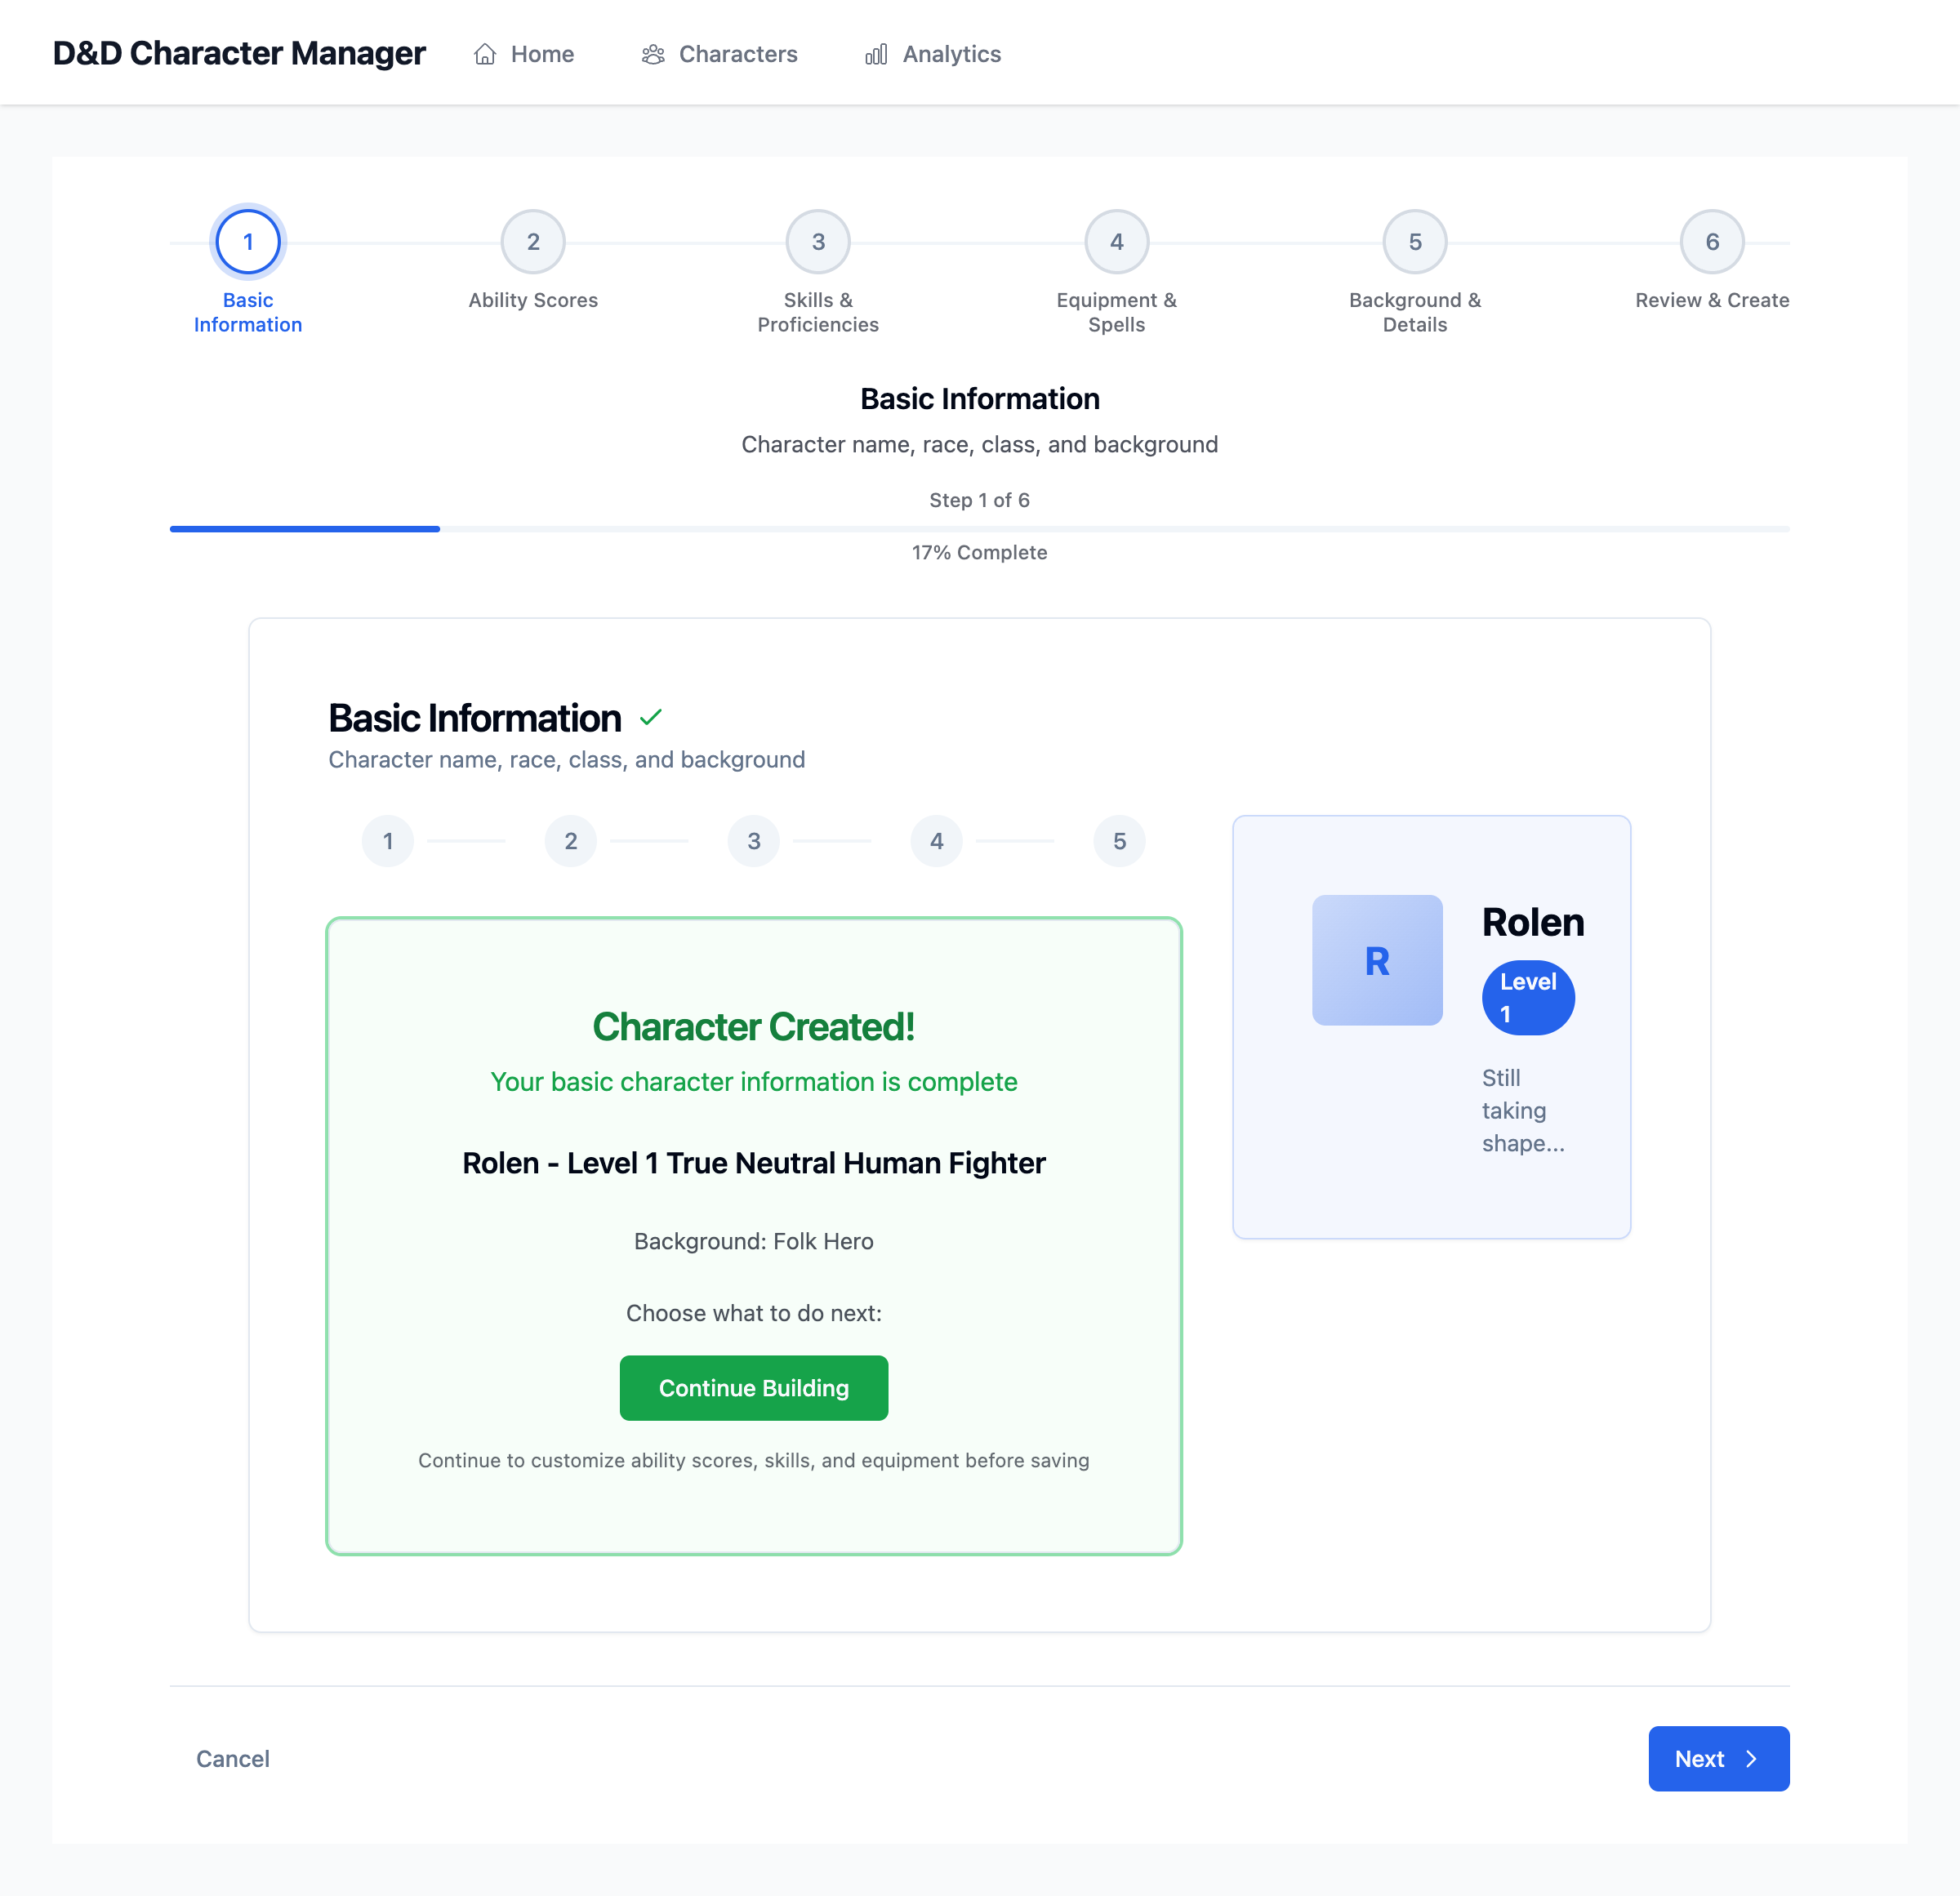 D&D Character Manager
Home
Characters
Analytics
1
Basic
Information
2
Ability Scores
3
Skills &
Proficiencies
4
Equipment &
Spells
5
Background &
Details
6
Review & Create
Basic Information
Character name, race, class, and background
Step 1 of 6
17% Complete
Basic Information
Character name, race, class, and background
1
2
3
4
5
Character Created!
Your basic character information is complete
Rolen - Level 1 True Neutral Human Fighter
Background: Folk Hero
Choose what to do next:
Continue Building
Continue to customize ability scores, skills, and equipment before saving
R
Rolen
Level
1
Still
taking
shape...
Cancel
Next